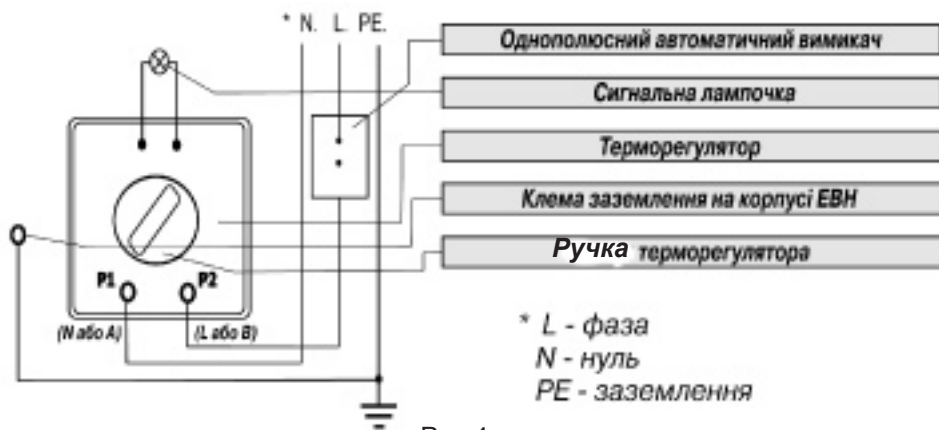 * N. L. PE.
Однополюсний автоматичний вимикач
Сигнальна лампочка
Терморегулятор
Клема заземлення на корпусі ЕВН
Ручка терморегулятора
P1 P2
(N або A) (L або B)
* L - фаза
N - нуль
PE - заземлення